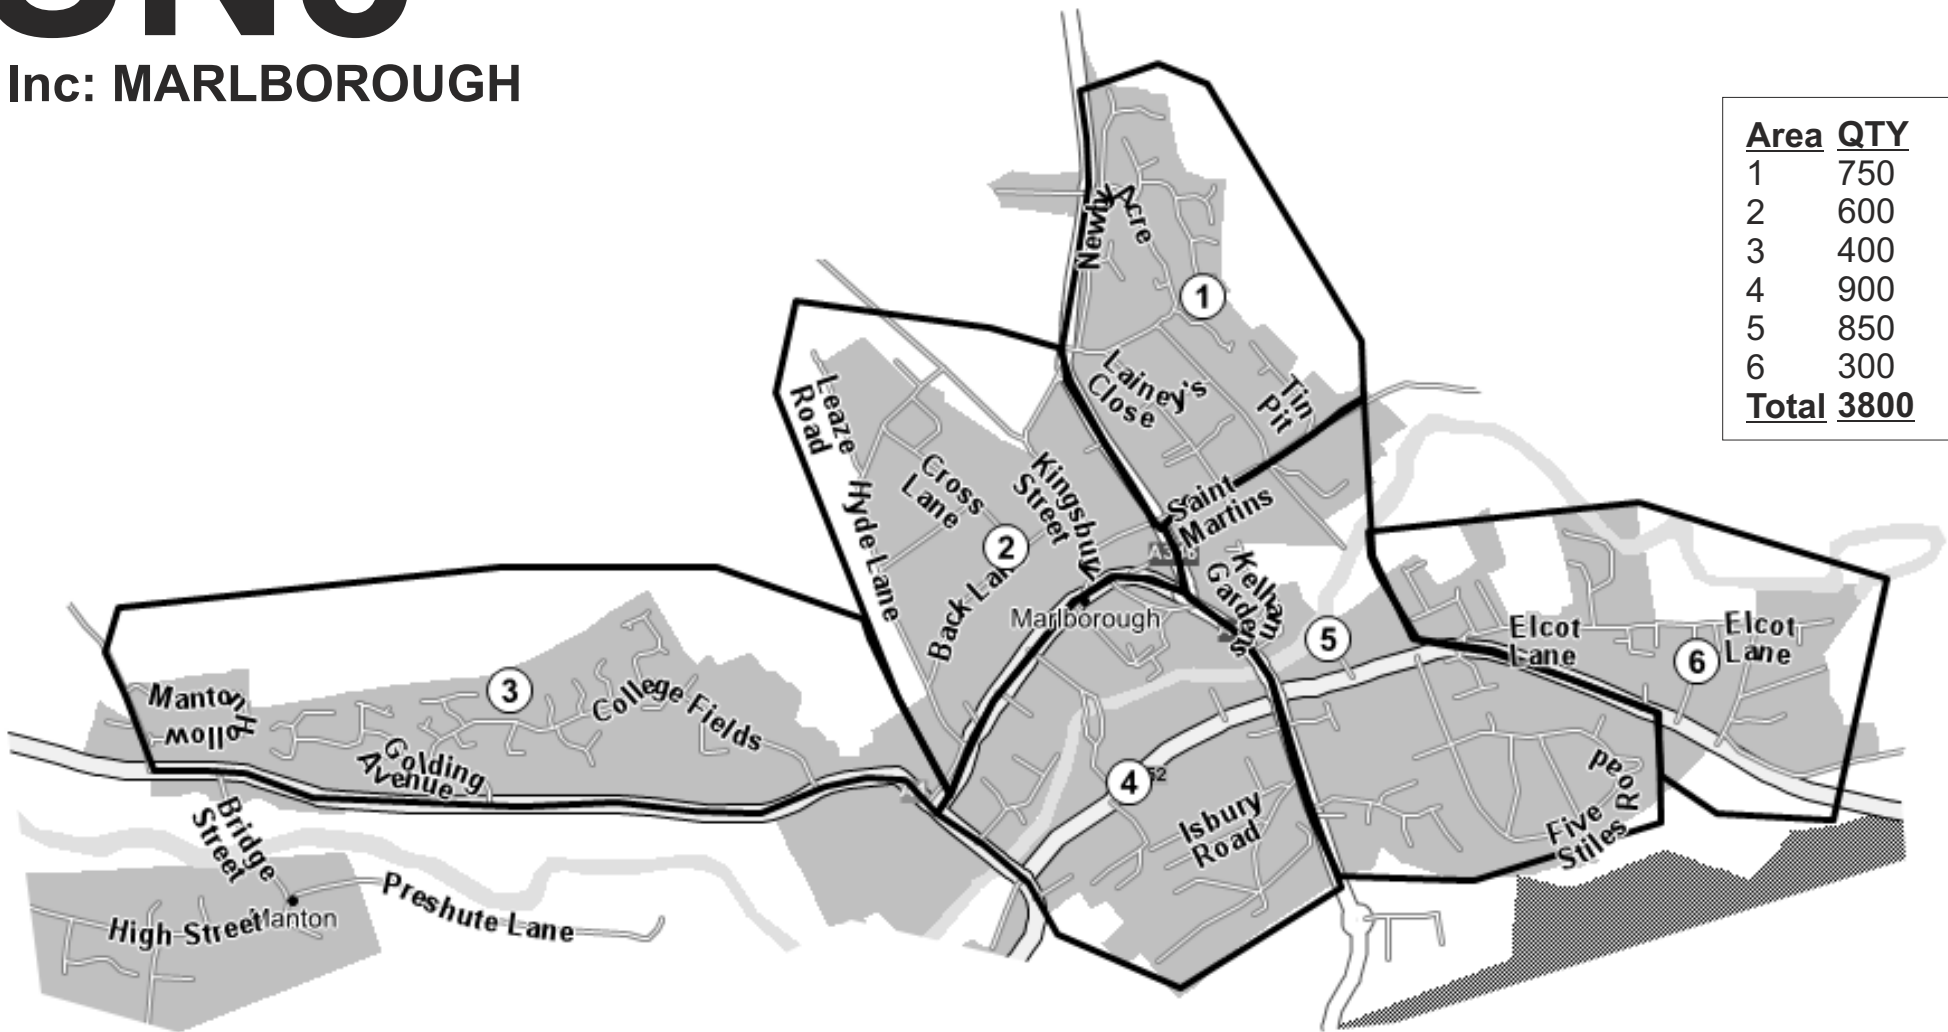 Inc: MARLBOROUGH
Area QTY
1 750
2 600
3 400
4 900
5 850
6 300
Total 3800
Newby
Acre
1
Lainey's
Close
Tin
Pit
Leaze
Road
Hyde Lane
Cross
Lane
Kingsbury
Street
Saint
Martins
2
Back Lane
Kelham
Gardens
Marlborough
5
Elcot
Lane
6
Elcot
Lane
3
Manton
Hollow
College Fields
Golding
Avenue
4
Isbury
Road
Five
Stiles
Road
Bridge
Street
High Street
Manton
Preshute Lane